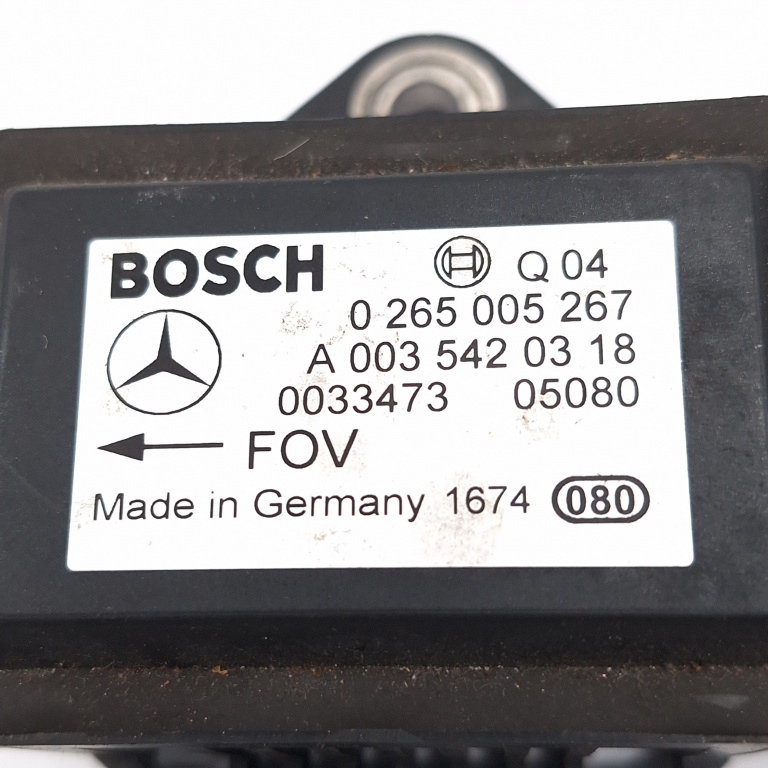 BOSCH Q 04
0 265 005 267
A 003 542 03 18
0033473 05080
FOV
Made in Germany 1674 080